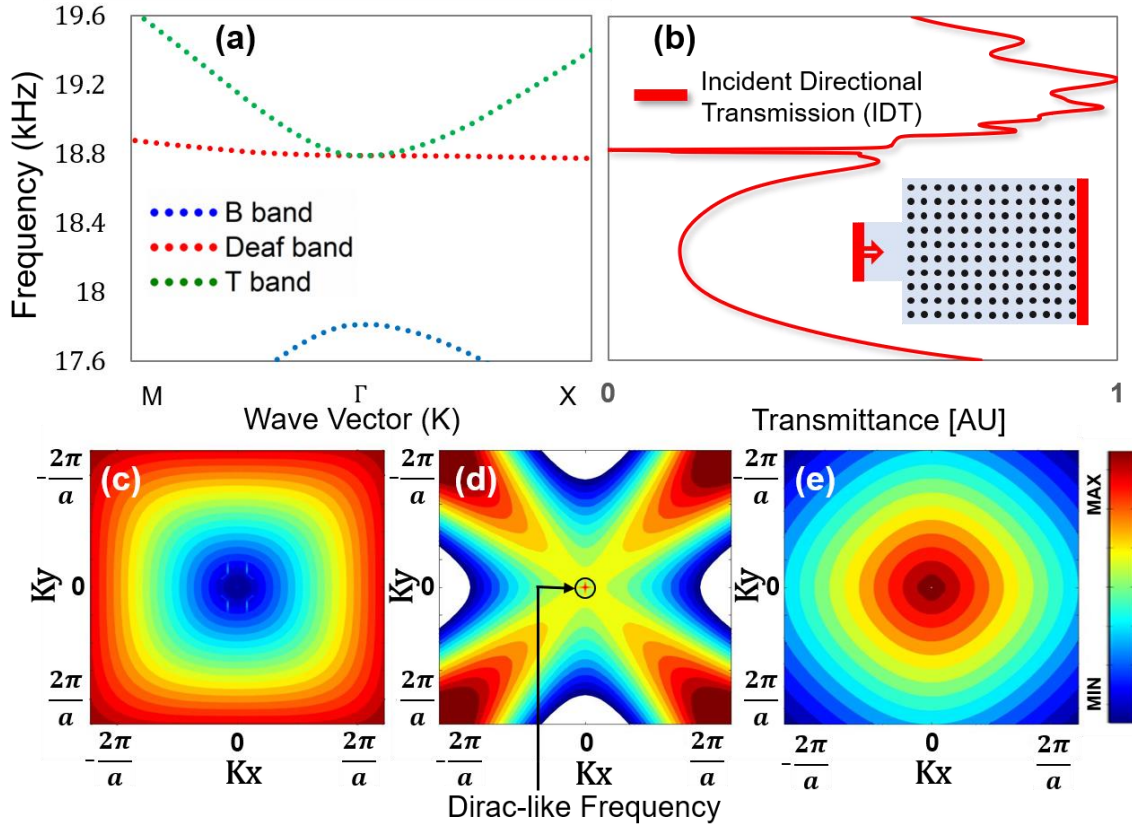 (a)
Frequency (kHz)
19.6
19.2
18.8
18.4
18
17.6
B band
Deaf band
T band
M
Γ
X
Wave Vector (K)
(b)
Incident Directional
Transmission (IDT)
0
1
Transmittance [AU]
(c)
-2π/a
Ky
0
2π/a
-2π/a
0
2π/a
Kx
(d)
-2π/a
Ky
0
2π/a
-2π/a
0
2π/a
Kx
Dirac-like Frequency
(e)
-2π/a
Ky
0
2π/a
-2π/a
0
2π/a
Kx
MAX
MIN